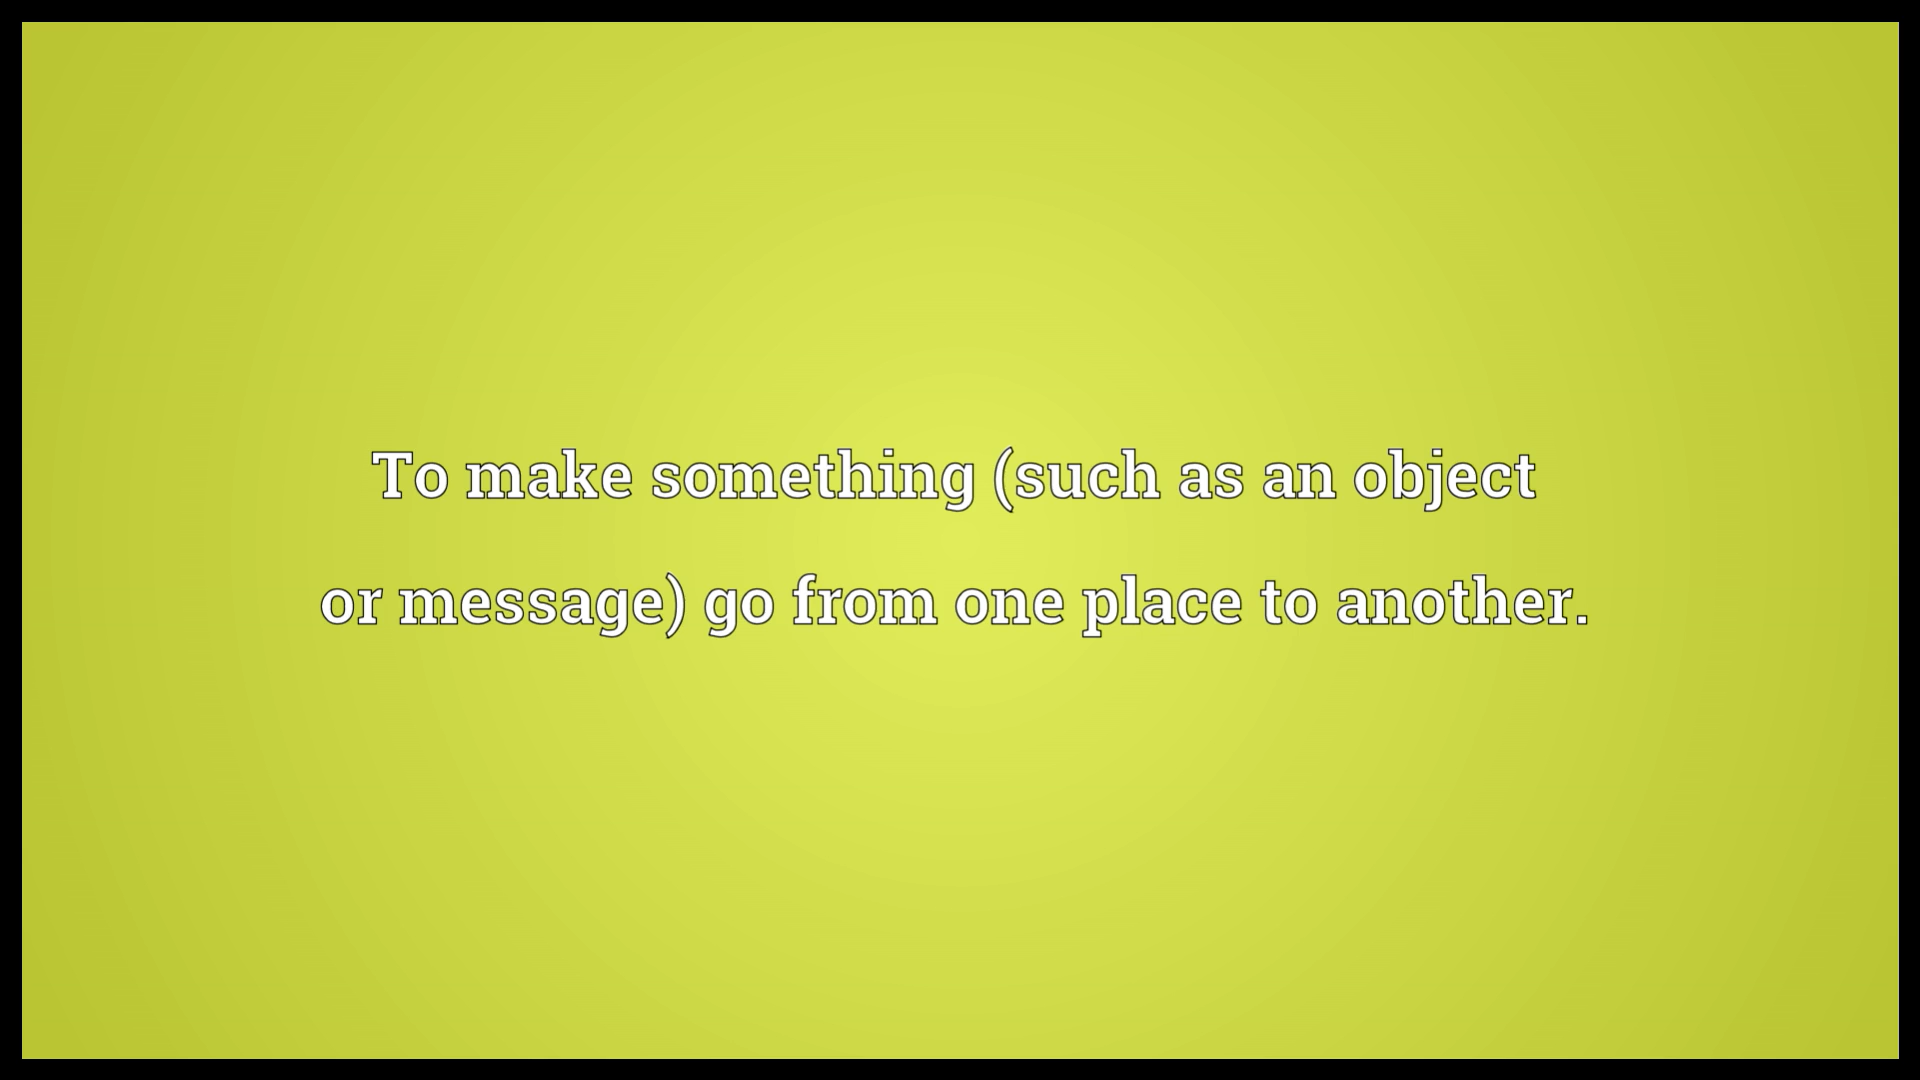 To make something (such as an object
or message) go from one place to another.